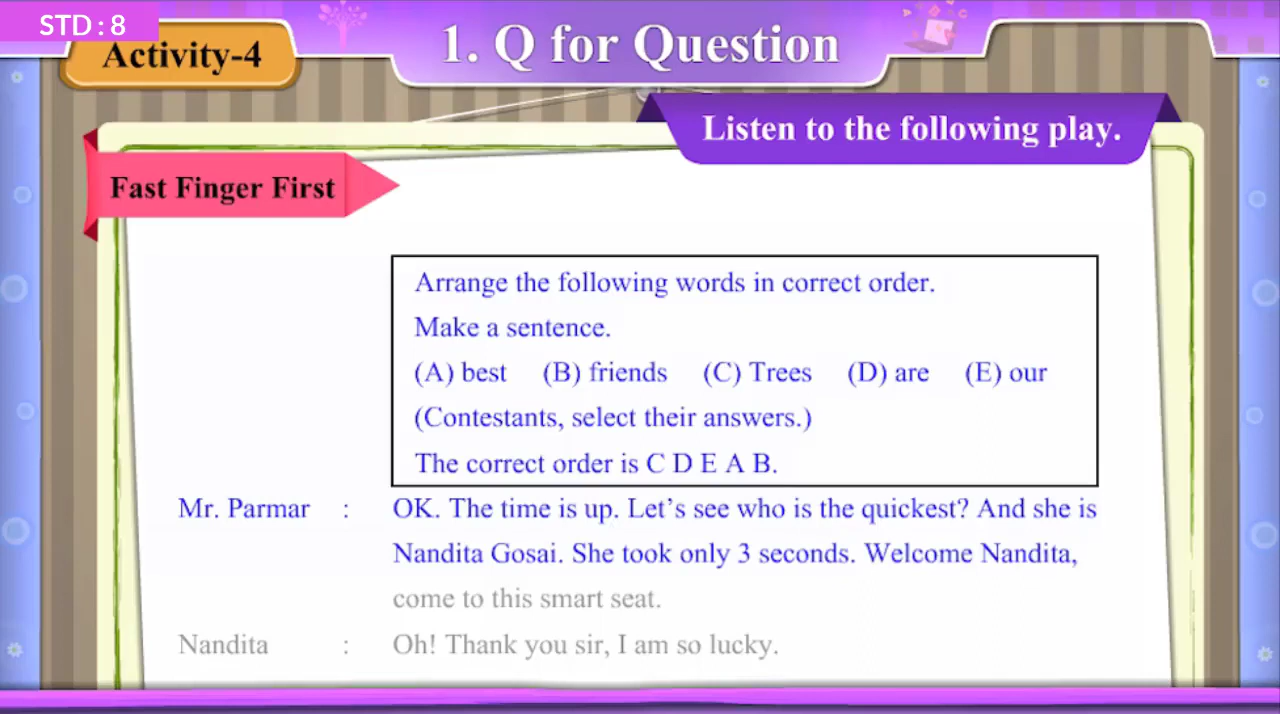 STD : 8
Activity-4
1. Q for Question
Listen to the following play.
Fast Finger First
Arrange the following words in correct order.
Make a sentence.
(A) best (B) friends (C) Trees (D) are (E) our
(Contestants, select their answers.)
The correct order is C D E A B.
Mr. Parmar : OK. The time is up. Let’s see who is the quickest? And she is
Nandita Gosai. She took only 3 seconds. Welcome Nandita,
come to this smart seat.
Nandita : Oh! Thank you sir, I am so lucky.